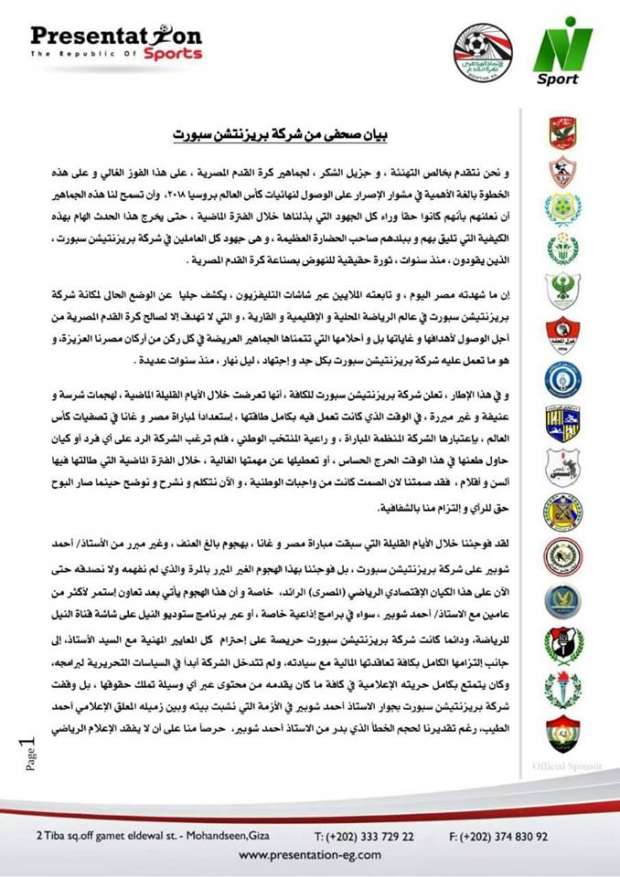 Presentation
The Republic Of Sports
Sport
بيان صحفى من شركة بريزنتشن سبورت
و نحن نتقدم بخالص التهنئة ، و جزيل الشكر ، لجماهير كرة القدم المصرية ، على هذا الفوز الغالي و على هذه
الخطوة بالغة الأهمية في مشوار الإصرار على الوصول لنهائيات كأس العالم بروسيا ٢٠١٨، وأن تسمح لنا هذه الجماهير
أن نعلنهم بأنهم كانوا حقا وراء كل الجهود التي بذلناها خلال الفترة الماضية ، حتى يخرج هذا الحدث الهام بهذه
الكيفية التي تليق بهم و ببلدهم صاحب الحضارة العظيمة ، و هى جهود كل العاملين في شركة بريزنتيشن سبورت ،
الذين يقودون ، منذ سنوات ، ثورة حقيقية للنهوض بصناعة كرة القدم المصرية .
إن ما شهدته مصر اليوم ، و تابعته الملايين عبر شاشات التليفزيون ، يكشف جليا عن الوضع الحالى لمكانة شركة
بريزنتيشن سبورت في عالم الرياضة المحلية و الإقليمية و القارية ، و التي لا تهدف إلا لصالح كرة القدم المصرية من
أجل الوصول لأهدافها و غاياتها بل و أحلامها التي تتمناها الجماهير العريضة في كل ركن من أركان مصرنا العزيزة، و
هو ما تعمل عليه شركة بريزنتيشن سبورت بكل جد و إجتهاد ، ليل نهار ، منذ سنوات عديدة .
و في هذا الإطار ، تعلن شركة بريزنتيشن سبورت للكافة ، أنها تعرضت خلال الأيام القليلة الماضية ، لهجمات شرسة و
عنيفة و غير مبررة ، في الوقت الذي كانت تعمل فيه بكامل طاقتها ، إستعداداً لمباراة مصر و غانا في تصفيات كأس
العالم ، بإعتبارها الشركة المنظمة المباراة ، و راعية المنتخب الوطني ، فلم ترغب الشركة الرد على أي فرد أو كيان
حاول طعنها في هذا الوقت الحرج الحساس ، أو تعطيلها عن مهمتها الغالية ، خلال الفترة الماضية التي طالتها فيها
ألسن و أقلام ، فقد صمتنا لان الصمت كانت من واجبات الوطنية ، و الأن نتكلم و نشرح و نوضح حينما صار البوح
حق للرأي و إلتزام منا بالشفافية.
لقد فوجئنا خلال الأيام القليلة التي سبقت مباراة مصر و غانا ، بهجوم بالغ العنف ، وغير مبرر من الأستاذ/ أحمد
شوبير على شركة بريزنتيشن سبورت ، بل فوجئنا بهذا الهجوم الغير المبرر بالمرة والذي لم نفهمه ولا نصدقه حتى
الأن على هذا الكيان الإقتصادي الرياضي (المصرى) الرائد، خاصة و أن هذا الهجوم يأتي بعد تعاون إستمر لأكثر من
عامين مع الاستاذ/ أحمد شوبير ، سواء في برامج إذاعية خاصة ، أو عبر برنامج ستوديو النيل على شاشة قناة النيل
للرياضة، ودائما كانت شركة بريزنتيشن سبورت حريصة على إحترام كل المعايير المهنية مع السيد الأستاذ، إلى
جانب إلتزامها الكامل بكافة تعاقدتها المالية مع سيادته، ولم تتدخل الشركة أبداً في السياسات التحريرية لبرامجه،
وكان يتمتع بكامل حريته الإعلامية في كافة ما كان يقدمه من محتوى عبر أي وسيلة تملك حقوقها ، بل وقفت
شركة بريزنتيشن سبورت بجوار الاستاذ أحمد شوبير في الأزمة التي نشبت بينه وبين زميله المعلق الإعلامي أحمد
الطيب، رغم تقديرنا لحجم الخطأ الذي بدر من الاستاذ أحمد شوبير، حرصاً منا على أن لا يفقد الإعلام الرياضي
Page 1
Official Sponsor
2 Tiba sq.off gamet eldewal st. - Mohandseen,Giza T: (+202) 333 729 22 F: (+202) 374 830 92
www.presentation-eg.com